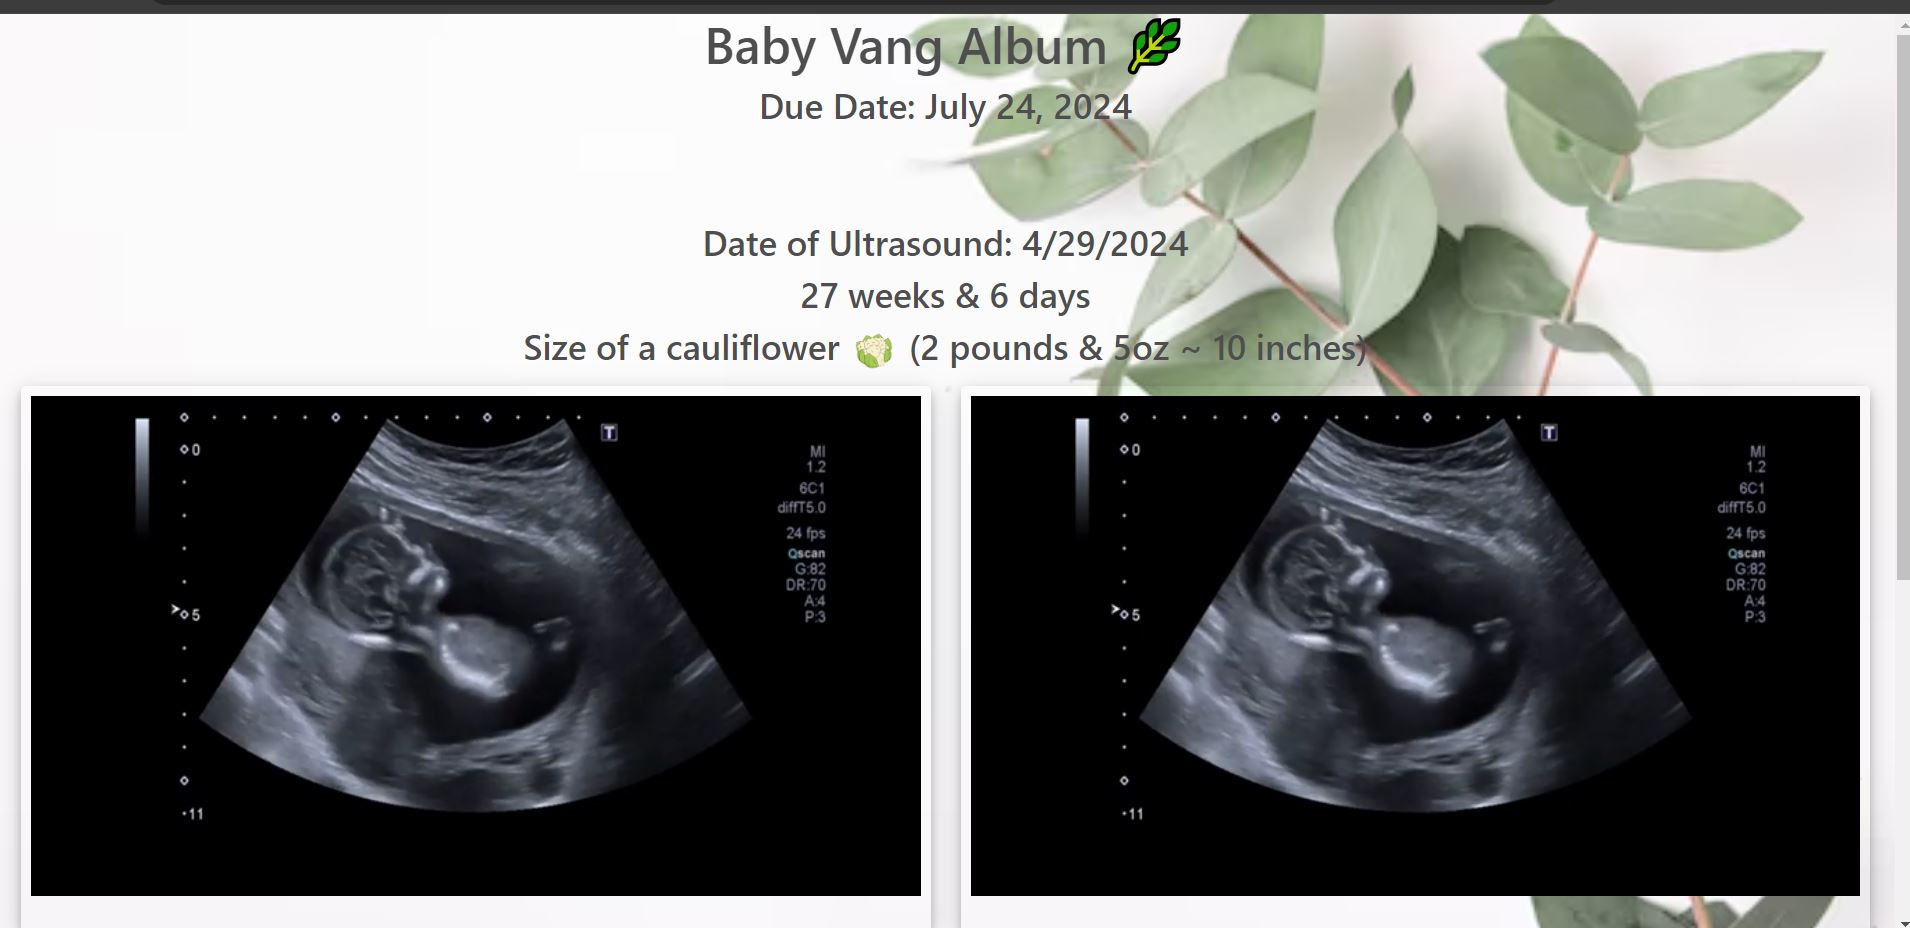 Baby Vang Album 🌿
Due Date: July 24, 2024
Date of Ultrasound: 4/29/2024
27 weeks & 6 days
Size of a cauliflower (2 pounds & 5oz ~ 10 inches)
T
0
5
11
MI
1.2
6C1
diffT5.0
24 fps
Qscan
G:82
DR:70
A:4
P:3
T
0
5
11
MI
1.2
6C1
diffT5.0
24 fps
Qscan
G:82
DR:70
A:4
P:3